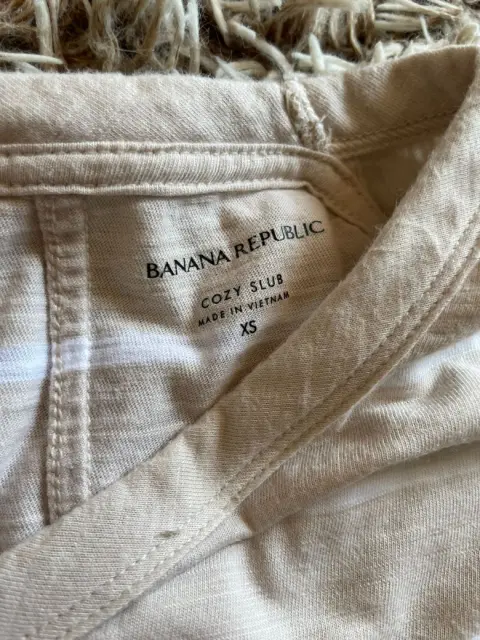 BANANA REPUBLIC
COZY SLUB
MADE IN VIETNAM
XS